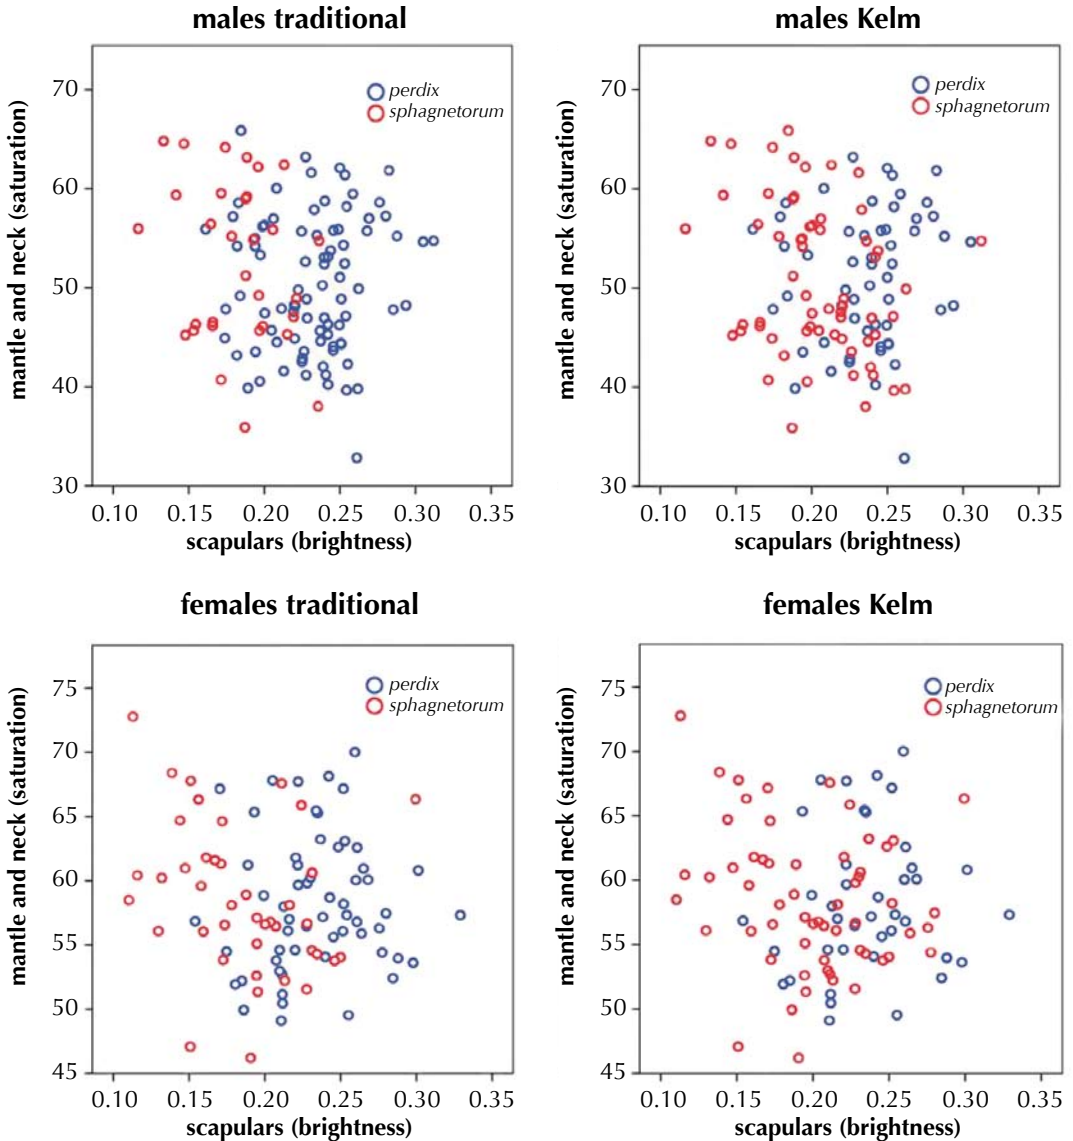 males traditional
mantle and neck (saturation)
70
60
50
40
30
perdix
sphagnetorum
0.10 0.15 0.20 0.25 0.30 0.35
scapulars (brightness)
males Kelm
mantle and neck (saturation)
70
60
50
40
30
perdix
sphagnetorum
0.10 0.15 0.20 0.25 0.30 0.35
scapulars (brightness)
females traditional
mantle and neck (saturation)
75
70
65
60
55
50
45
perdix
sphagnetorum
0.10 0.15 0.20 0.25 0.30 0.35
scapulars (brightness)
females Kelm
mantle and neck (saturation)
75
70
65
60
55
50
45
perdix
sphagnetorum
0.10 0.15 0.20 0.25 0.30 0.35
scapulars (brightness)